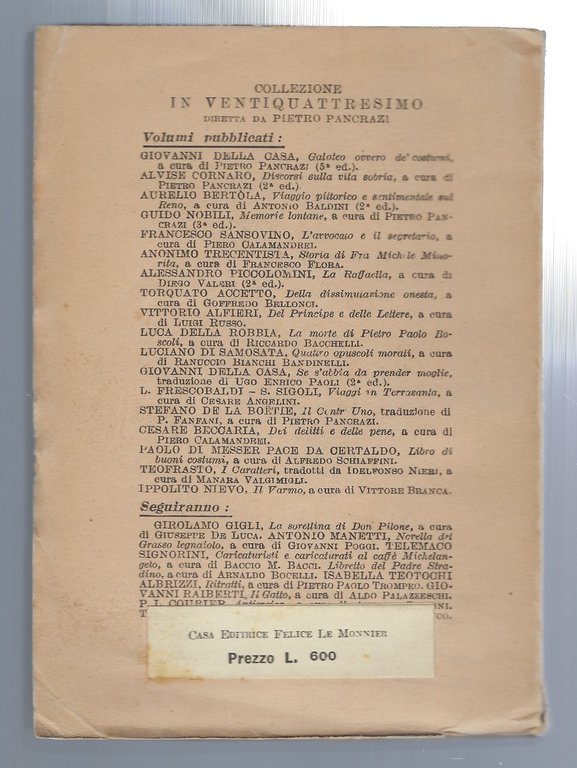 COLLEZIONE
IN VENTIQUATTRESIMO
DIRETTA DA PIETRO PANCRAZI
Volumi pubblicati :
GIOVANNI DELLA CASA, Galateo ovvero de' costumi,
a cura di PIETRO PANCRAZI (5ª ed.).
ALVISE CORNARO, Discorsi sulla vita sobria, a cura di
PIETRO PANCRAZI (2ª ed.).
AURELIO BERTÒLA, Viaggio pittorico e sentimentale sul
Reno, a cura di ANTONIO BALDINI (2ª ed.).
GUIDO NOBILI, Memorie lontane, a cura di PIETRO PAN-
CRAZI (3ª ed.).
FRANCESCO SANSOVINO, L'avvocato e il segretario, a
cura di PIERO CALAMANDREI.
ANONIMO TRECENTISTA, Storia di Fra Michele Mino-
rita, a cura di FRANCESCO FLORA.
ALESSANDRO PICCOLOMINI, La Raffaella, a cura di
DIEGO VALERI (2ª ed.).
TORQUATO ACCETTO, Della dissimulazione onesta, a
cura di GOFFREDO BELLONCI.
VITTORIO ALFIERI, Del Principe e delle Lettere, a cura
di LUIGI RUSSO.
LUCA DELLA ROBBIA, La morte di Pietro Paolo Bo-
scoli, a cura di RICCARDO BACCHELLI.
LUCIANO DI SAMOSATA, Quattro opuscoli morali, a cura
di RANUCCIO BIANCHI BANDINELLI.
GIOVANNI DELLA CASA, Se s'abbia da prender moglie,
traduzione di UGO ENRICO PAOLI (2ª ed.).
L. FRESCOBALDI - S. SIGOLI, Viaggi in Terrasanta, a
cura di CESARE ANGELINI.
STEFANO DE LA BOËTIE, Il Contr'Uno, traduzione di
P. FANFANI, a cura di PIETRO PANCRAZI.
CESARE BECCARIA, Dei delitti e delle pene, a cura di
PIERO CALAMANDREI.
PAOLO DI MESSER PACE DA CERTALDO, Libro di
buoni costumi, a cura di ALFREDO SCHIAFFINI.
TEOFRASTO, I Caratteri, tradotti da IDELFONSO NIERI, a
cura di MANARA VALGIMIGLI.
IPPOLITO NIEVO, Il Varmo, a cura di VITTORE BRANCA.
Seguiranno :
GIROLAMO GIGLI, La sorellina di Don Pilone, a cura
di GIUSEPPE DE LUCA. ANTONIO MANETTI, Novella del
Grasso legnaiolo, a cura di GIOVANNI POGGI. TELEMACO
SIGNORINI, Caricaturisti e caricaturati al caffè Michelan-
gelo, a cura di BACCIO M. BACCI. Libretto del Padre Stra-
dino, a cura di ARNALDO BOCELLI. ISABELLA TEOTOCHI
ALBRIZZI, Ritratti, a cura di PIETRO PAOLO TROMPEO. GIO-
VANNI RAIBERTI, Il Gatto, a cura di ALDO PALAZZESCHI.
P. L. COURIER,
CASA EDITRICE FELICE LE MONNIER
Prezzo L. 600